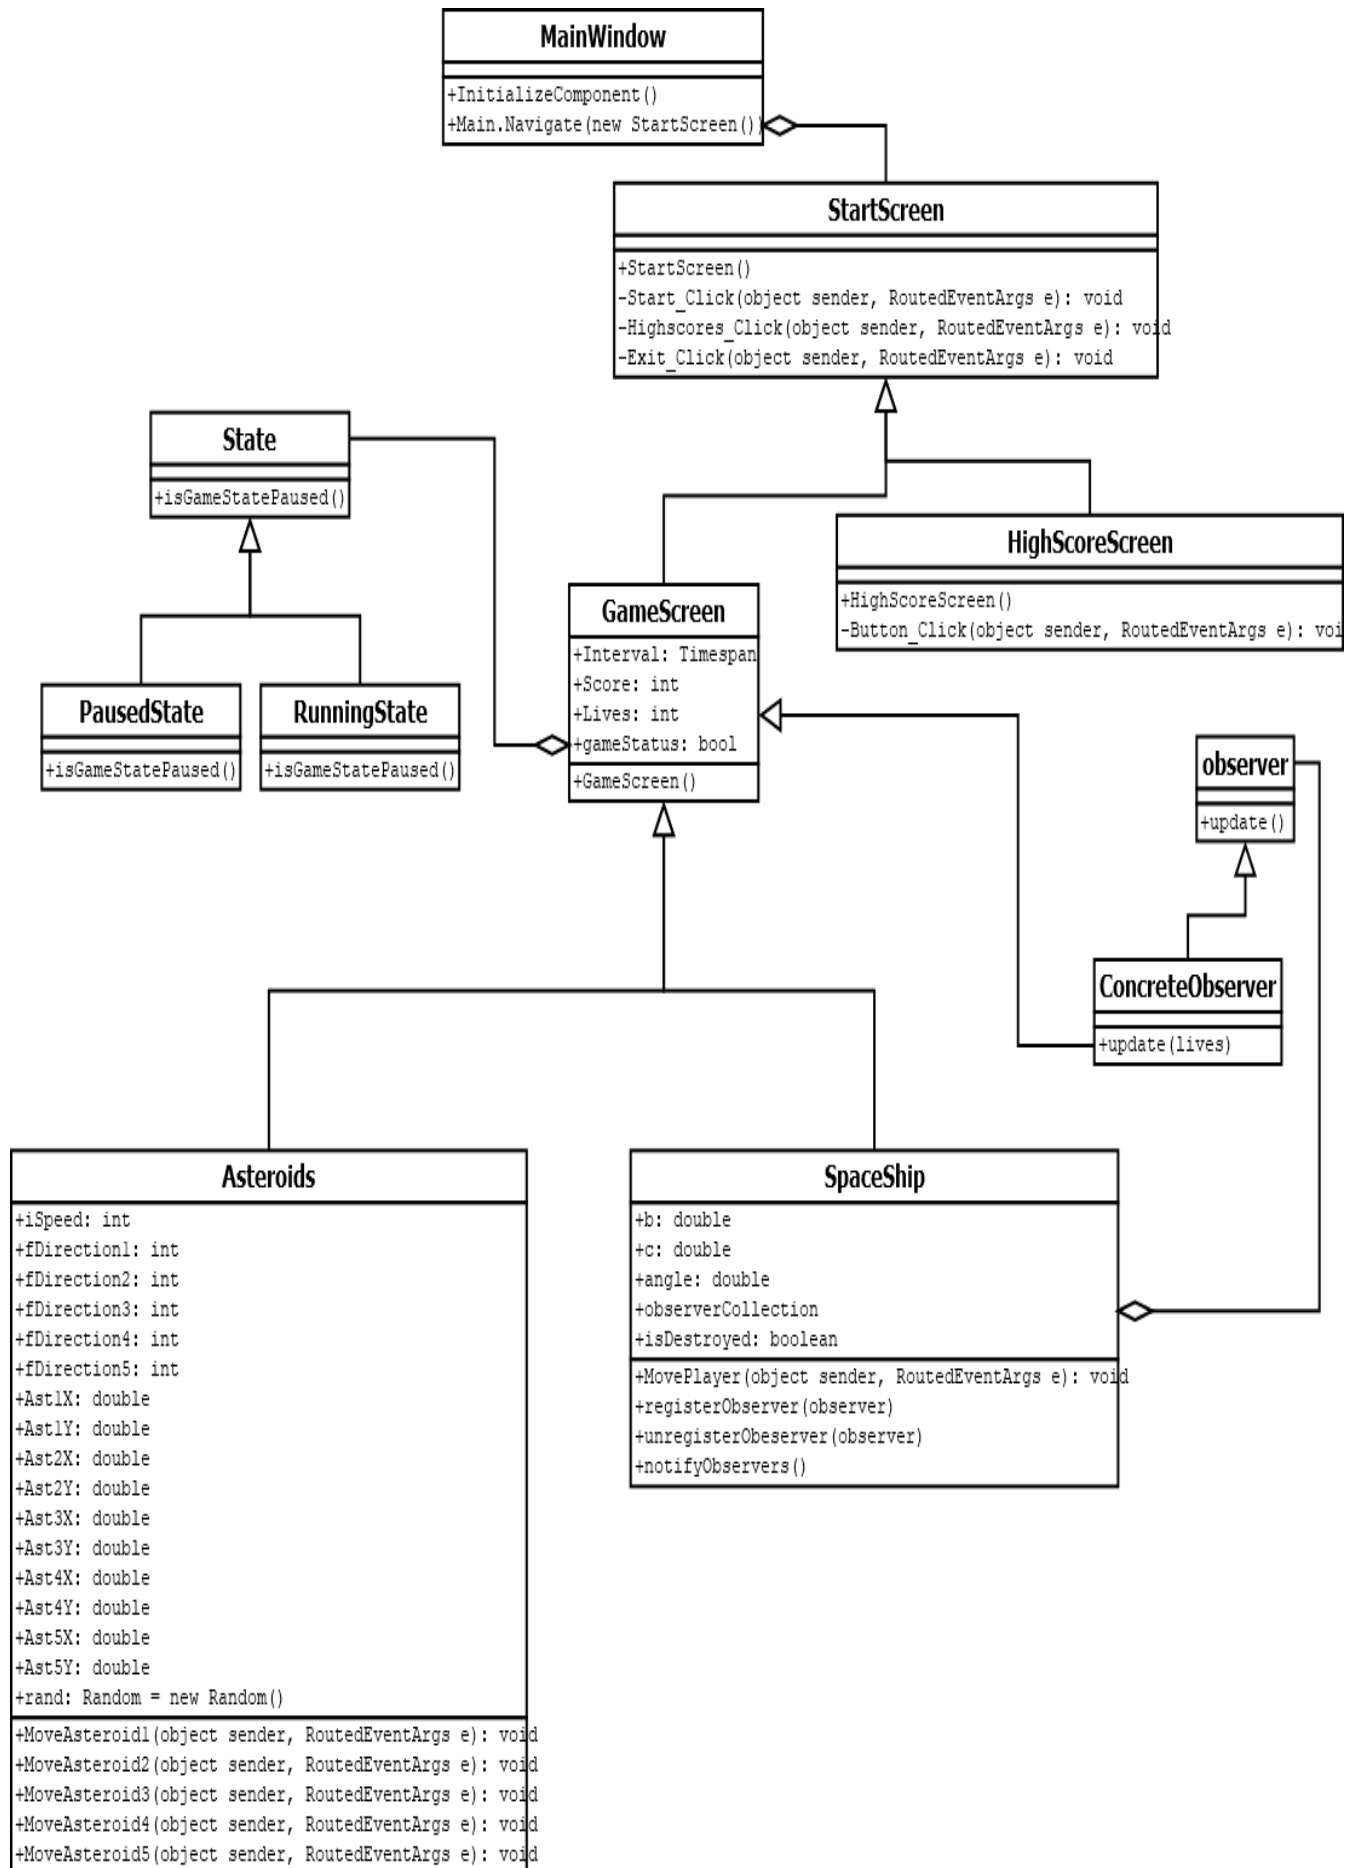 MainWindow
+InitializeComponent()
+Main.Navigate(new StartScreen())
StartScreen
+StartScreen()
-Start_Click(object sender, RoutedEventArgs e): void
-Highscores_Click(object sender, RoutedEventArgs e): void
-Exit_Click(object sender, RoutedEventArgs e): void
State
+isGameStatePaused()
HighScoreScreen
+HighScoreScreen()
-Button_Click(object sender, RoutedEventArgs e): voi
GameScreen
+Interval: Timespan
+Score: int
+Lives: int
+gameStatus: bool
+GameScreen()
PausedState
+isGameStatePaused()
RunningState
+isGameStatePaused()
observer
+update()
ConcreteObserver
+update(lives)
Asteroids
+iSpeed: int
+fDirection1: int
+fDirection2: int
+fDirection3: int
+fDirection4: int
+fDirection5: int
+Ast1X: double
+Ast1Y: double
+Ast2X: double
+Ast2Y: double
+Ast3X: double
+Ast3Y: double
+Ast4X: double
+Ast4Y: double
+Ast5X: double
+Ast5Y: double
+rand: Random = new Random()
+MoveAsteroid1(object sender, RoutedEventArgs e): void
+MoveAsteroid2(object sender, RoutedEventArgs e): void
+MoveAsteroid3(object sender, RoutedEventArgs e): void
+MoveAsteroid4(object sender, RoutedEventArgs e): void
+MoveAsteroid5(object sender, RoutedEventArgs e): void
SpaceShip
+b: double
+c: double
+angle: double
+observerCollection
+isDestroyed: boolean
+MovePlayer(object sender, RoutedEventArgs e): void
+registerObserver(observer)
+unregisterObeserver(observer)
+notifyObservers()